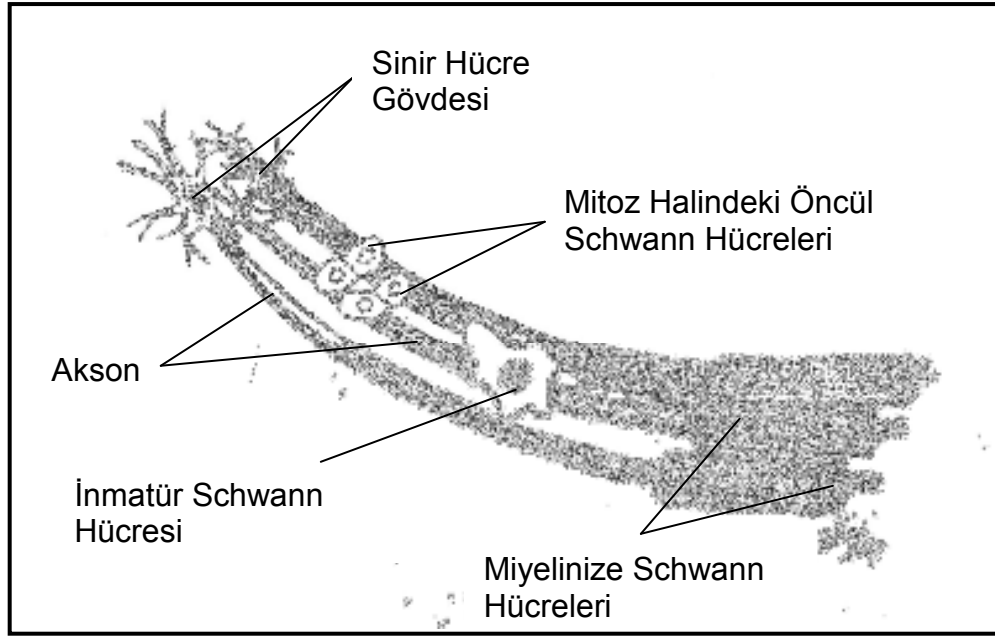 Sinir Hücre
Gövdesi
Mitoz Halindeki Öncül
Schwann Hücreleri
Akson
İnmatür Schwann
Hücresi
Miyelinize Schwann
Hücreleri